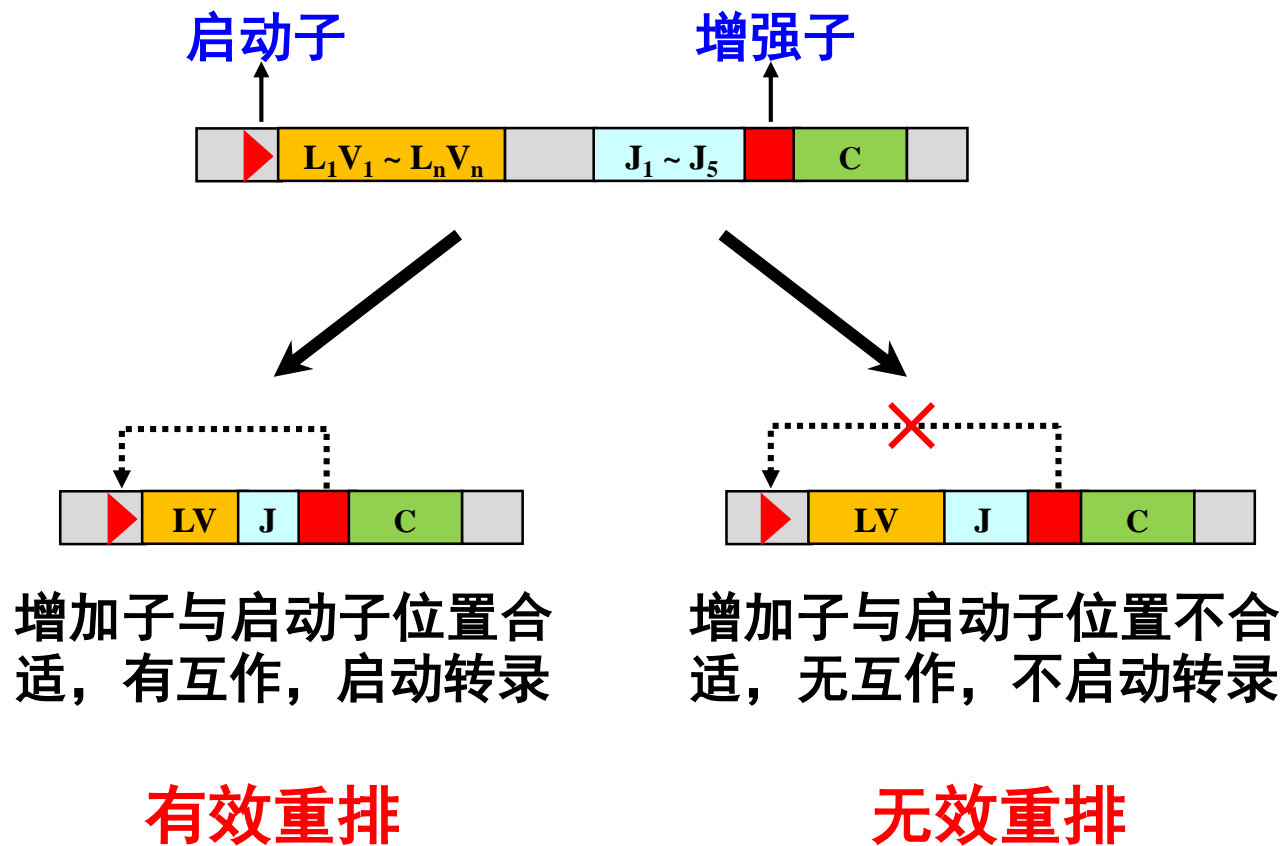 启动子
增强子
L₁V₁ ~ LₙVₙ
J₁ ~ J₅
C
LV
J
C
LV
J
C
增加子与启动子位置合
适，有互作，启动转录
增加子与启动子位置不合
适，无互作，不启动转录
有效重排
无效重排